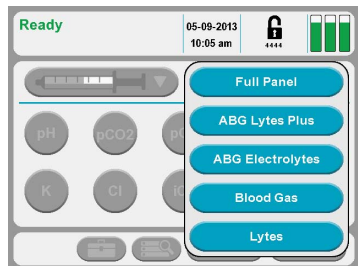 Ready
05-09-2013
10:05 am
4444
Full Panel
ABG Lytes Plus
ABG Electrolytes
Blood Gas
Lytes
pH
pCO2
K
Cl